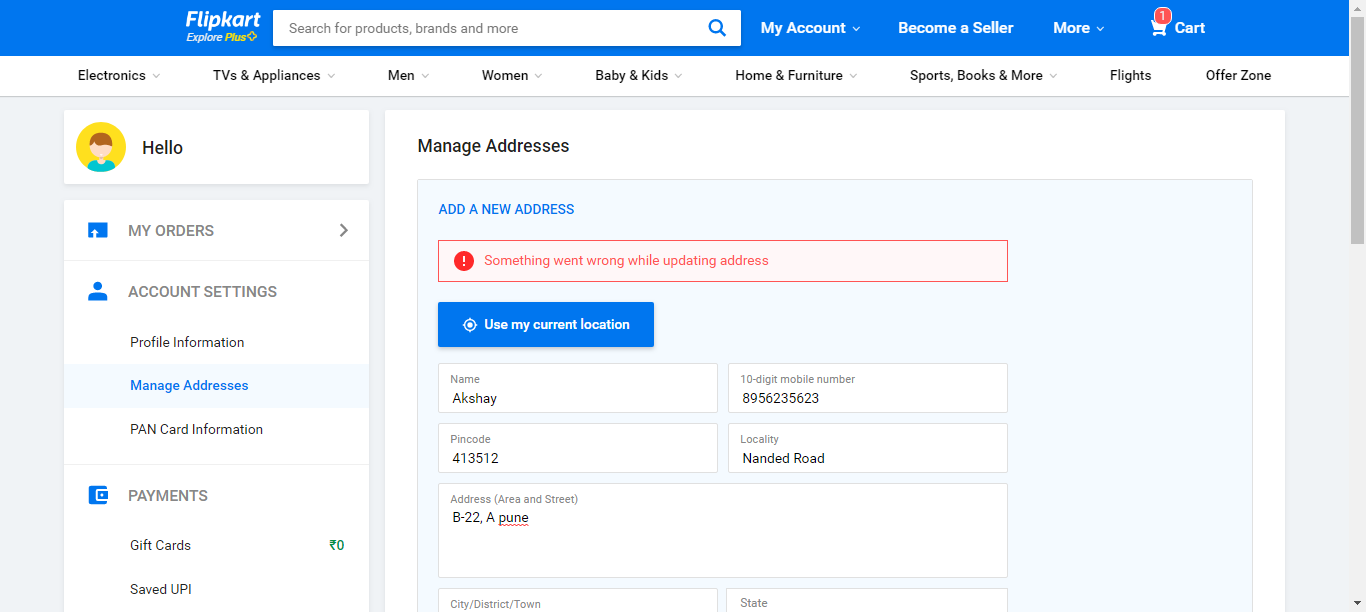 Flipkart
Explore Plus
Search for products, brands and more
My Account
Become a Seller
More
1
Cart
Electronics
TVs & Appliances
Men
Women
Baby & Kids
Home & Furniture
Sports, Books & More
Flights
Offer Zone
Hello
MY ORDERS
ACCOUNT SETTINGS
Profile Information
Manage Addresses
PAN Card Information
PAYMENTS
Gift Cards ₹0
Saved UPI
Manage Addresses
ADD A NEW ADDRESS
Something went wrong while updating address
Use my current location
Name
Akshay
10-digit mobile number
8956235623
Pincode
413512
Locality
Nanded Road
Address (Area and Street)
B-22, A pune
City/District/Town
State